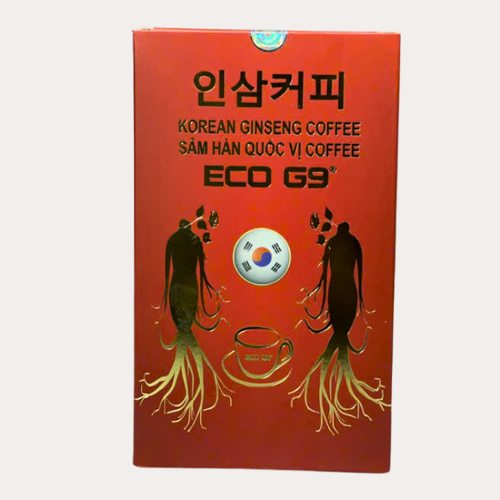 인삼커피
KOREAN GINSENG COFFEE
SÂM HÀN QUỐC VỊ COFFEE
ECO G9®